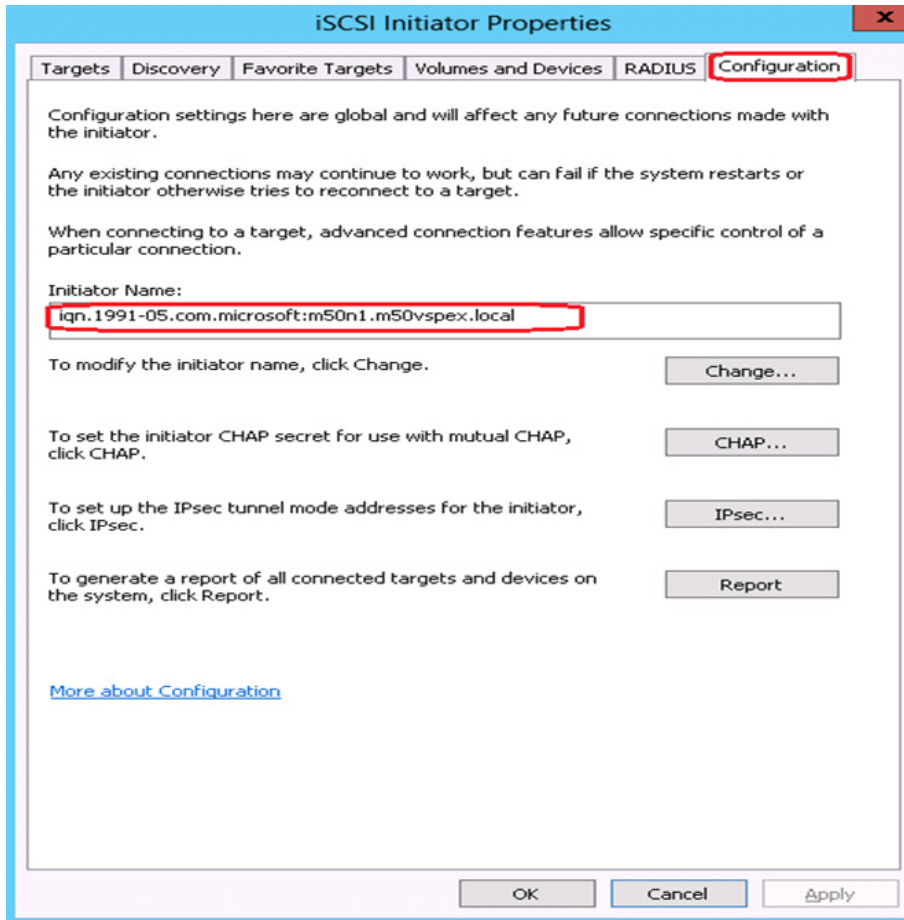 iSCSI Initiator Properties
x
Targets Discovery Favorite Targets Volumes and Devices RADIUS Configuration
Configuration settings here are global and will affect any future connections made with
the initiator.
Any existing connections may continue to work, but can fail if the system restarts or
the initiator otherwise tries to reconnect to a target.
When connecting to a target, advanced connection features allow specific control of a
particular connection.
Initiator Name:
iqn.1991-05.com.microsoft:m50n1.m50vspex.local
To modify the initiator name, click Change.
Change...
To set the initiator CHAP secret for use with mutual CHAP,
click CHAP.
CHAP...
To set up the IPsec tunnel mode addresses for the initiator,
click IPsec.
IPsec...
To generate a report of all connected targets and devices on
the system, click Report.
Report
More about Configuration
OK Cancel Apply